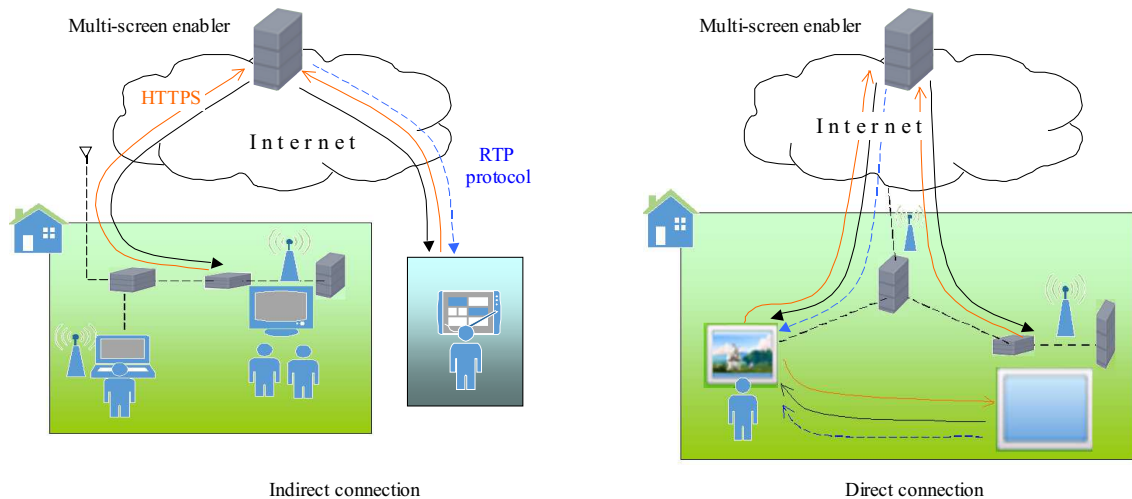 Multi-screen enabler
HTTPS
Internet
RTP
protocol
Indirect connection
Multi-screen enabler
Internet
Direct connection